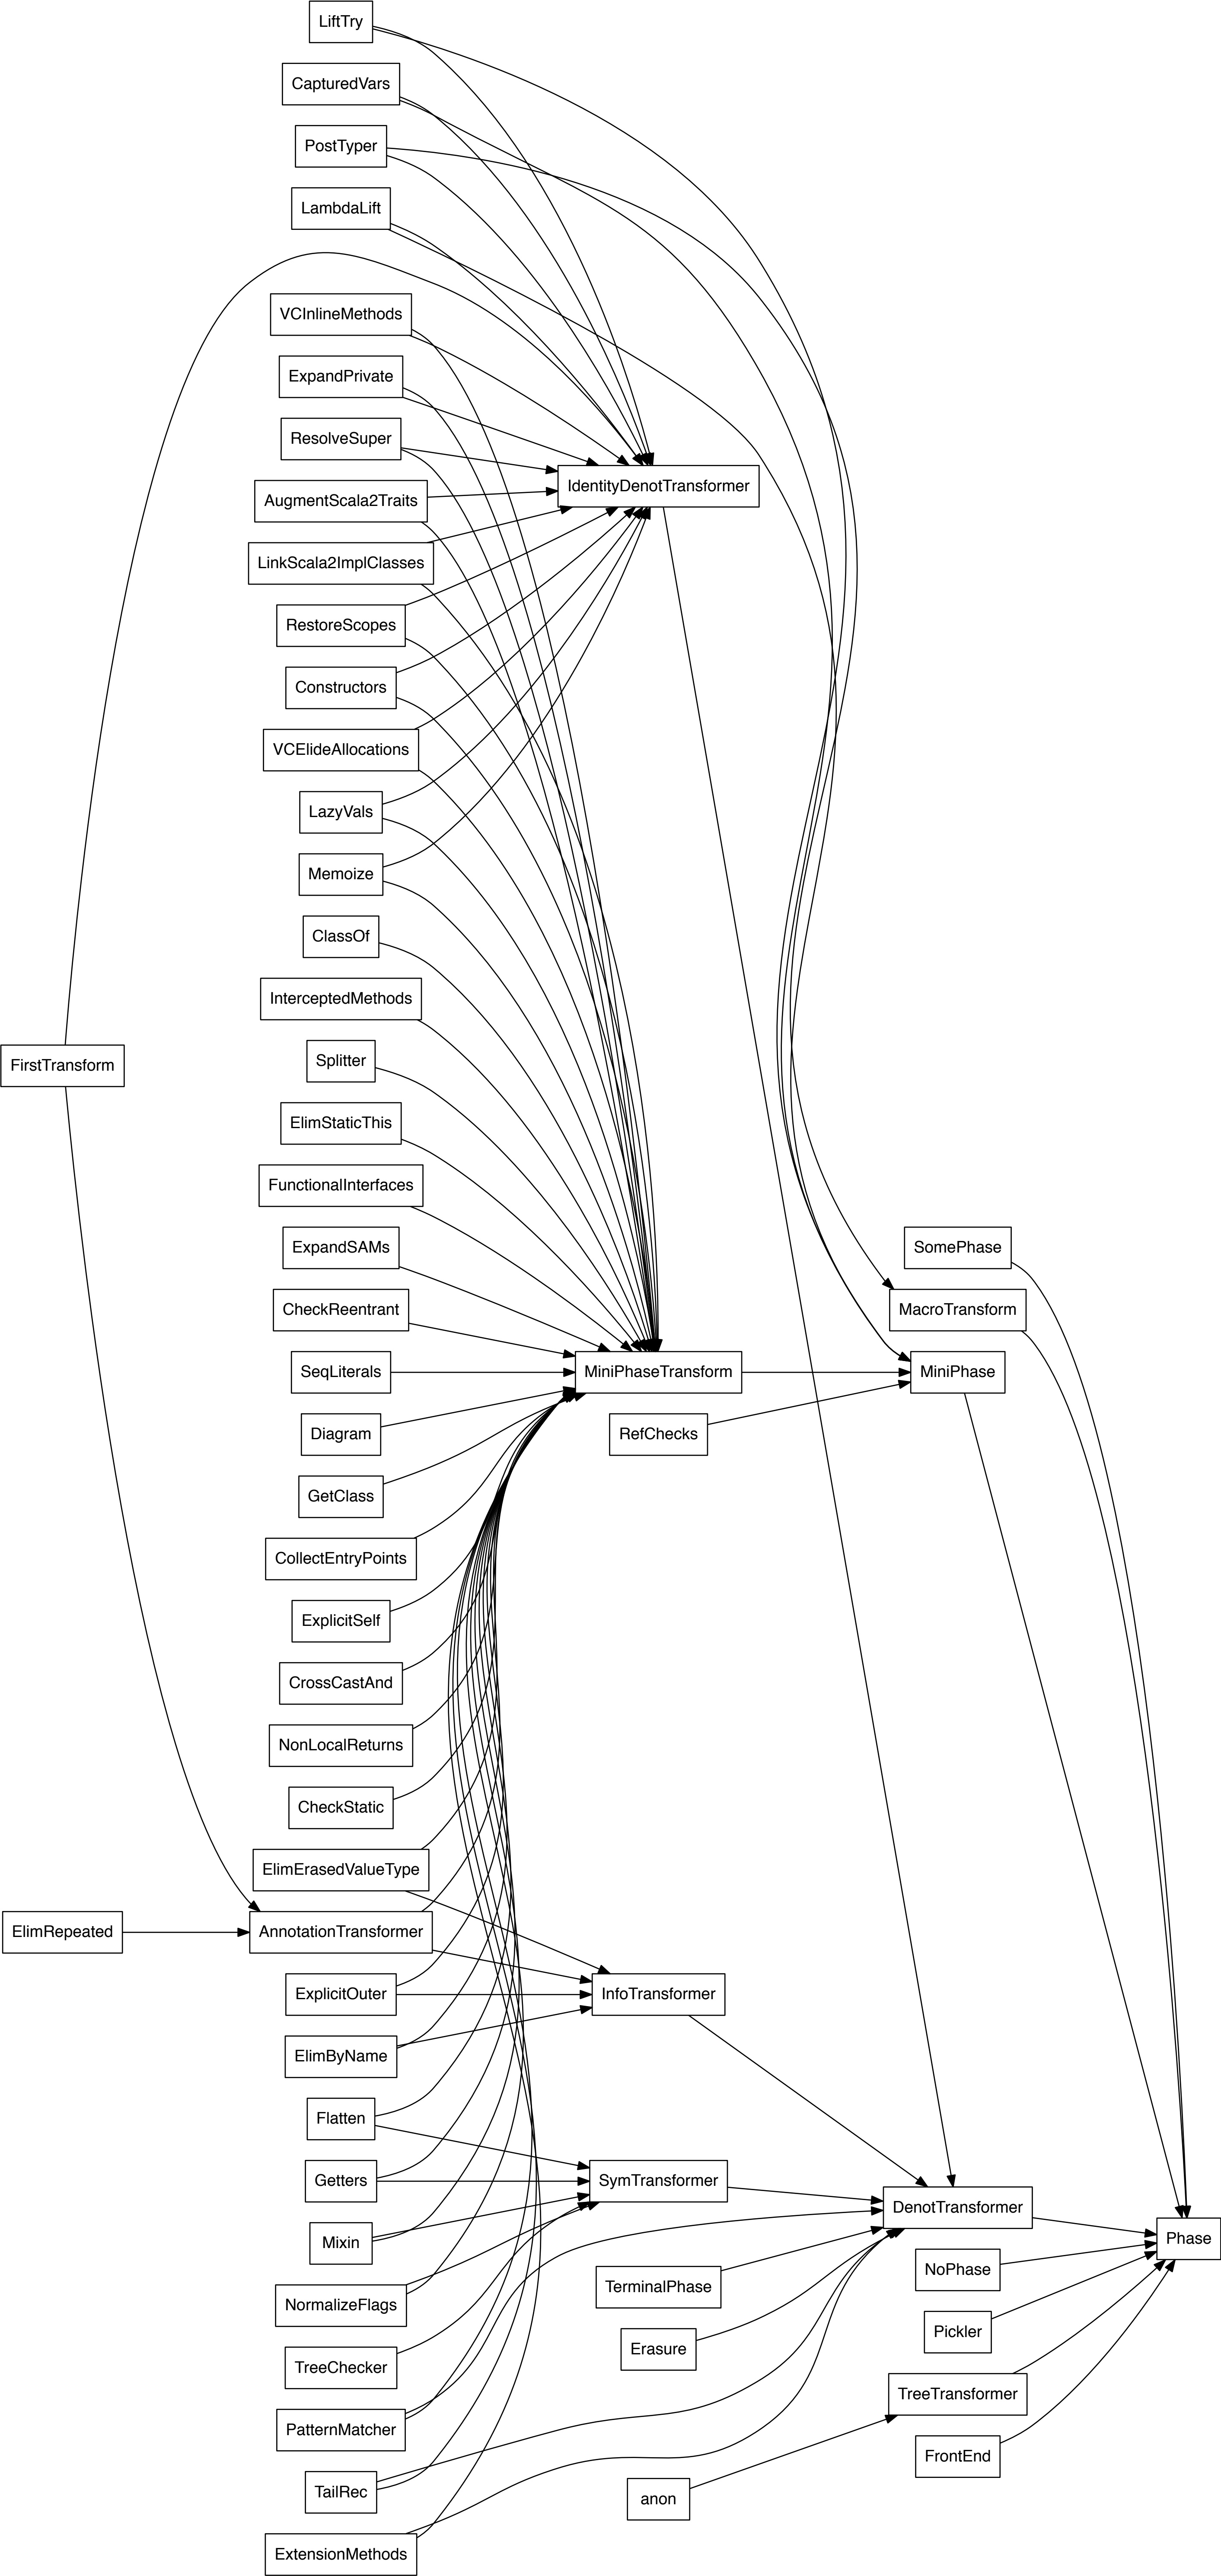 LiftTry
CapturedVars
PostTyper
LambdaLift
VCInlineMethods
ExpandPrivate
ResolveSuper
IdentityDenotTransformer
AugmentScala2Traits
LinkScala2ImplClasses
RestoreScopes
Constructors
VCElideAllocations
LazyVals
Memoize
ClassOf
InterceptedMethods
Splitter
FirstTransform
ElimStaticThis
FunctionalInterfaces
ExpandSAMs
SomePhase
CheckReentrant
MacroTransform
SeqLiterals
MiniPhaseTransform
MiniPhase
Diagram
RefChecks
GetClass
CollectEntryPoints
ExplicitSelf
CrossCastAnd
NonLocalReturns
CheckStatic
ElimErasedValueType
ElimRepeated
AnnotationTransformer
ExplicitOuter
InfoTransformer
ElimByName
Flatten
Getters
SymTransformer
DenotTransformer
Mixin
Phase
NoPhase
TerminalPhase
NormalizeFlags
Pickler
Erasure
TreeChecker
TreeTransformer
PatternMatcher
FrontEnd
TailRec
anon
ExtensionMethods